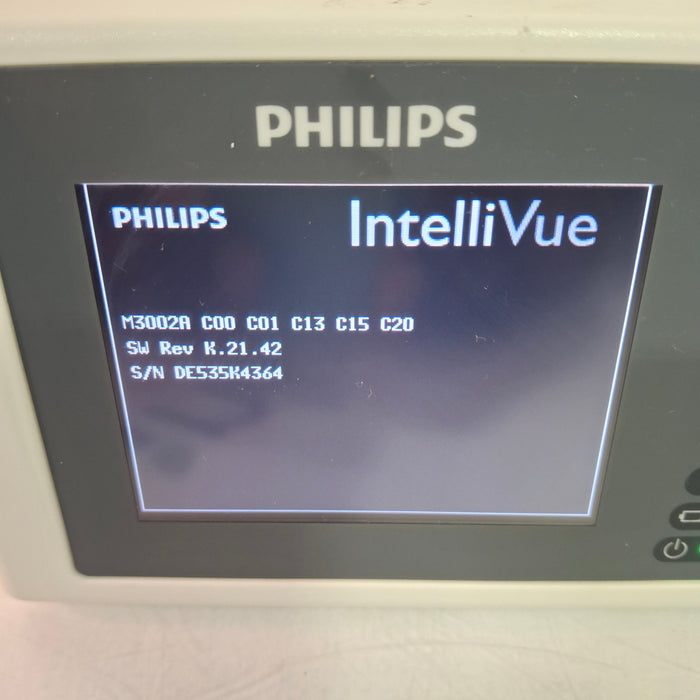 PHILIPS
PHILIPS IntelliVue
M3002A C00 C01 C13 C15 C20
SW Rev K.21.42
S/N DE535K4364